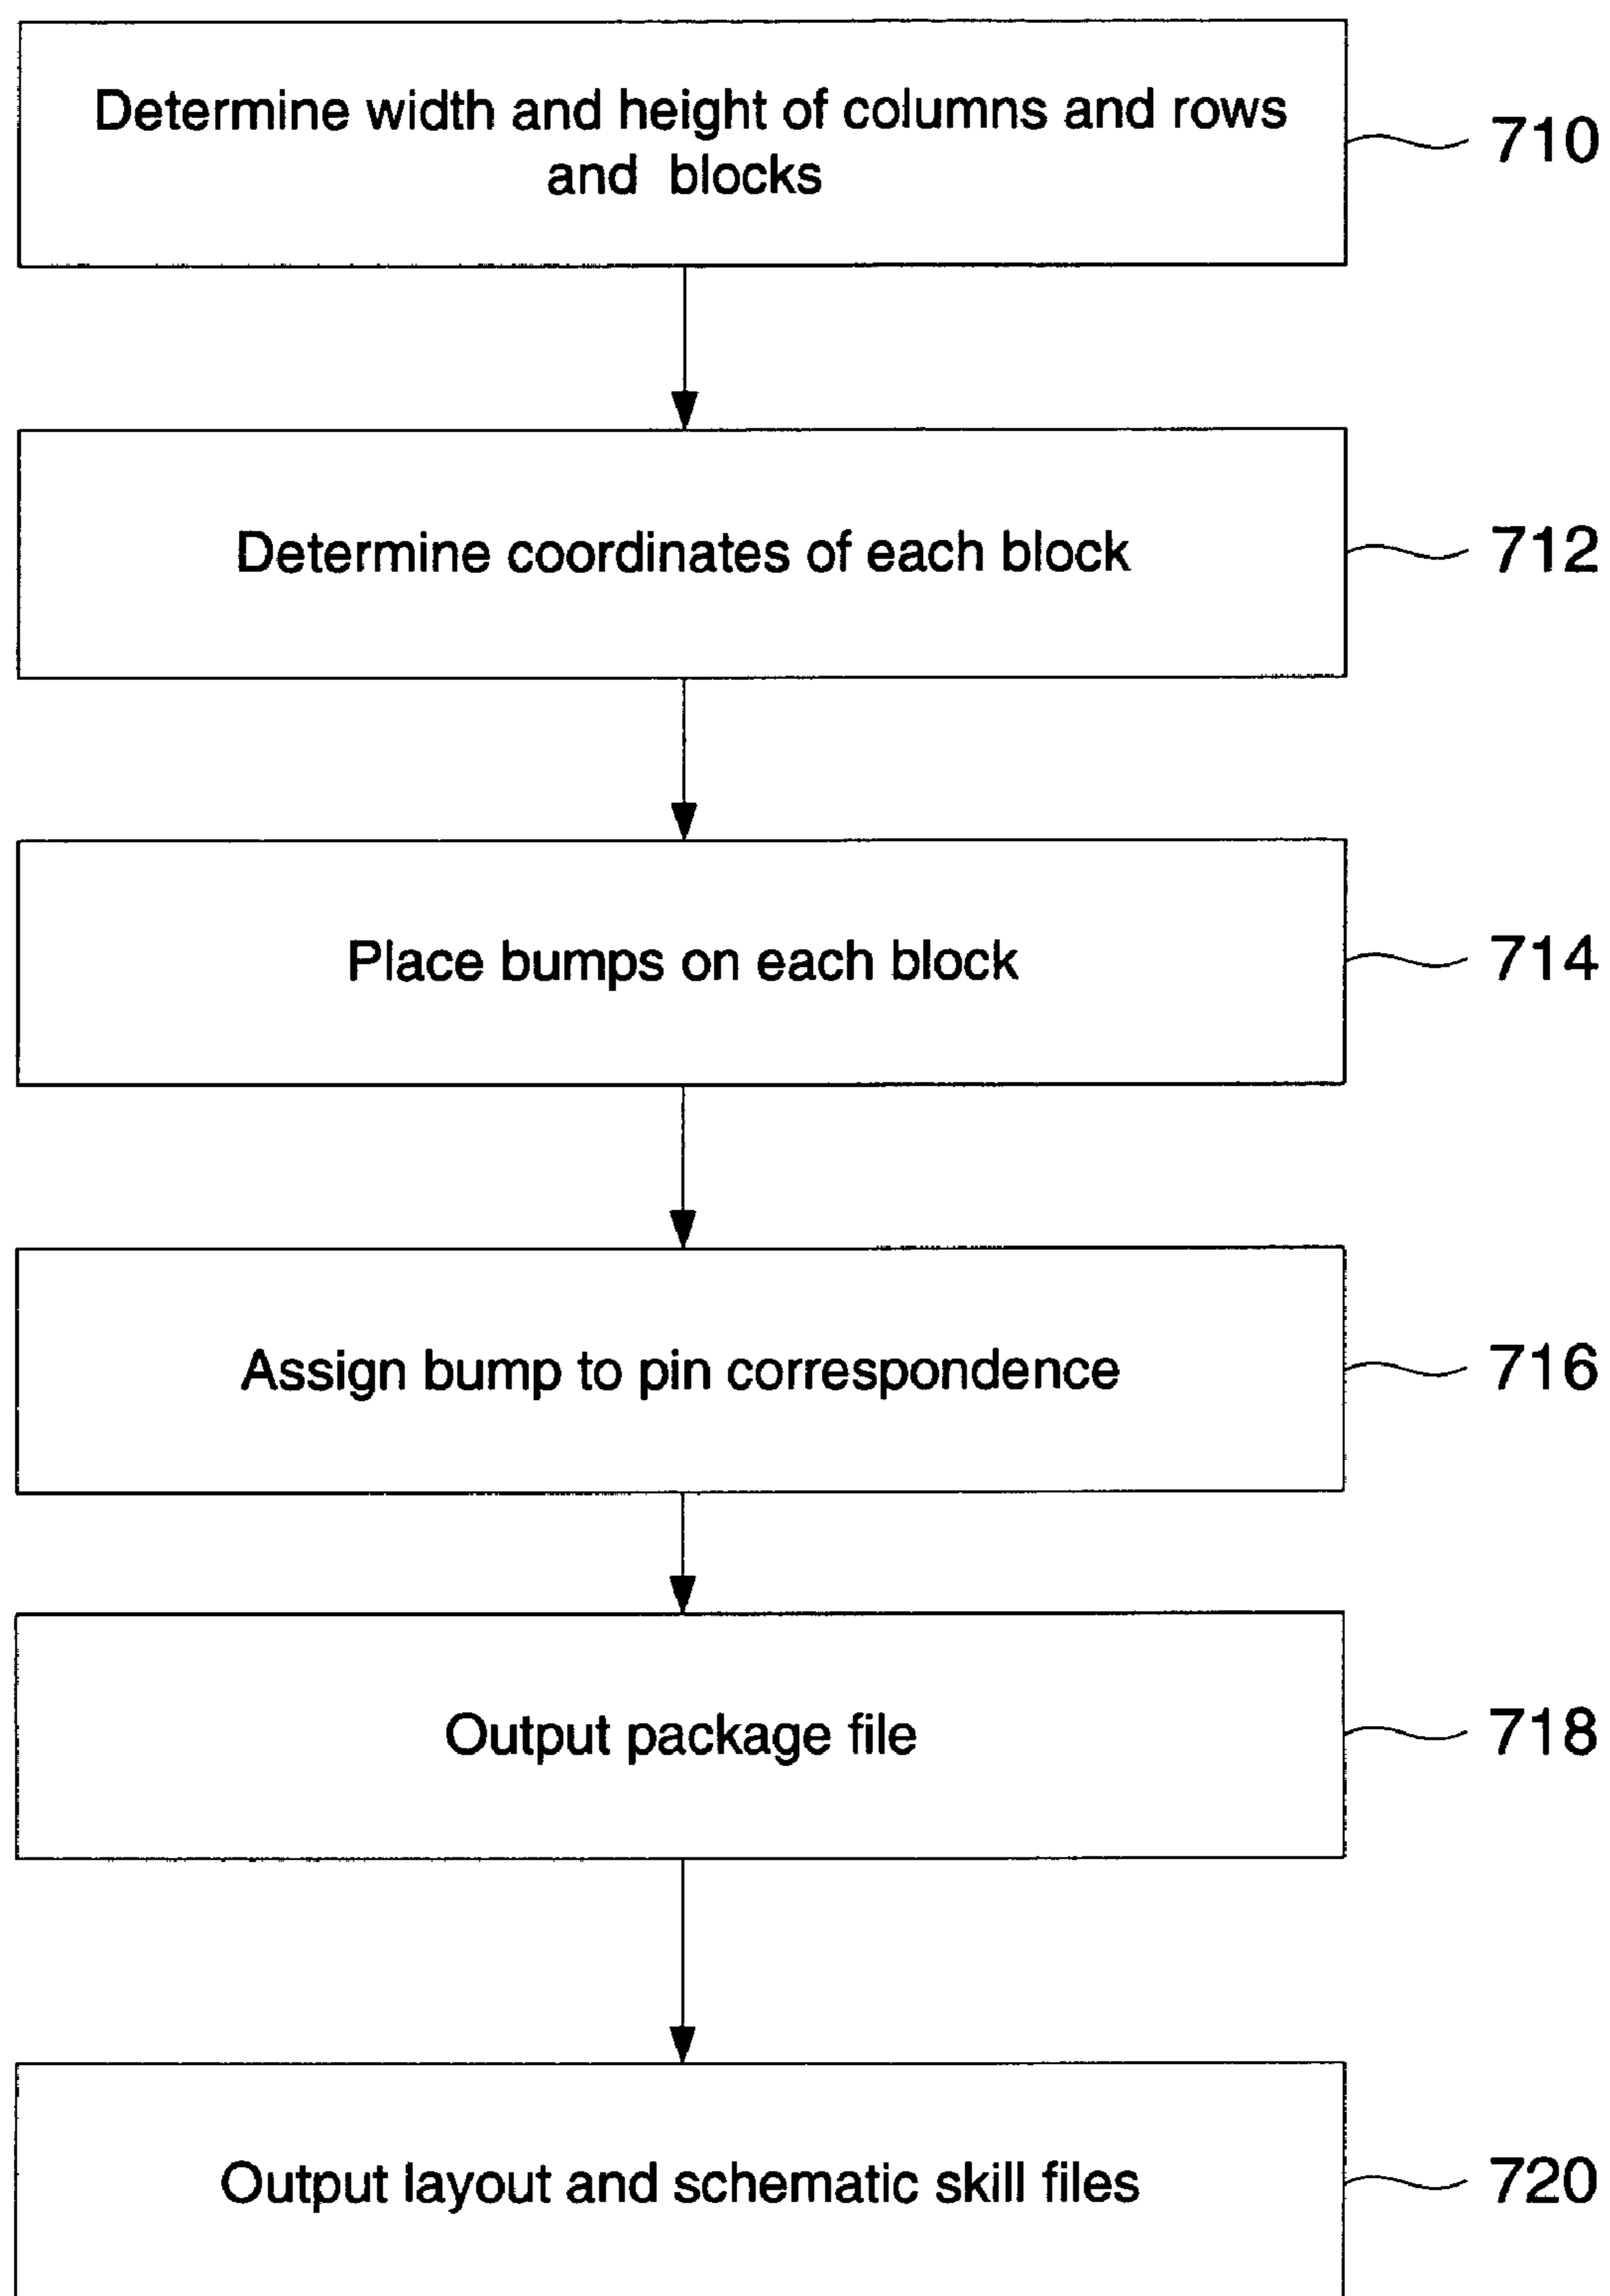 Determine width and height of columns and rows
and blocks
710
Determine coordinates of each block
712
Place bumps on each block
714
Assign bump to pin correspondence
716
Output package file
718
Output layout and schematic skill files
720